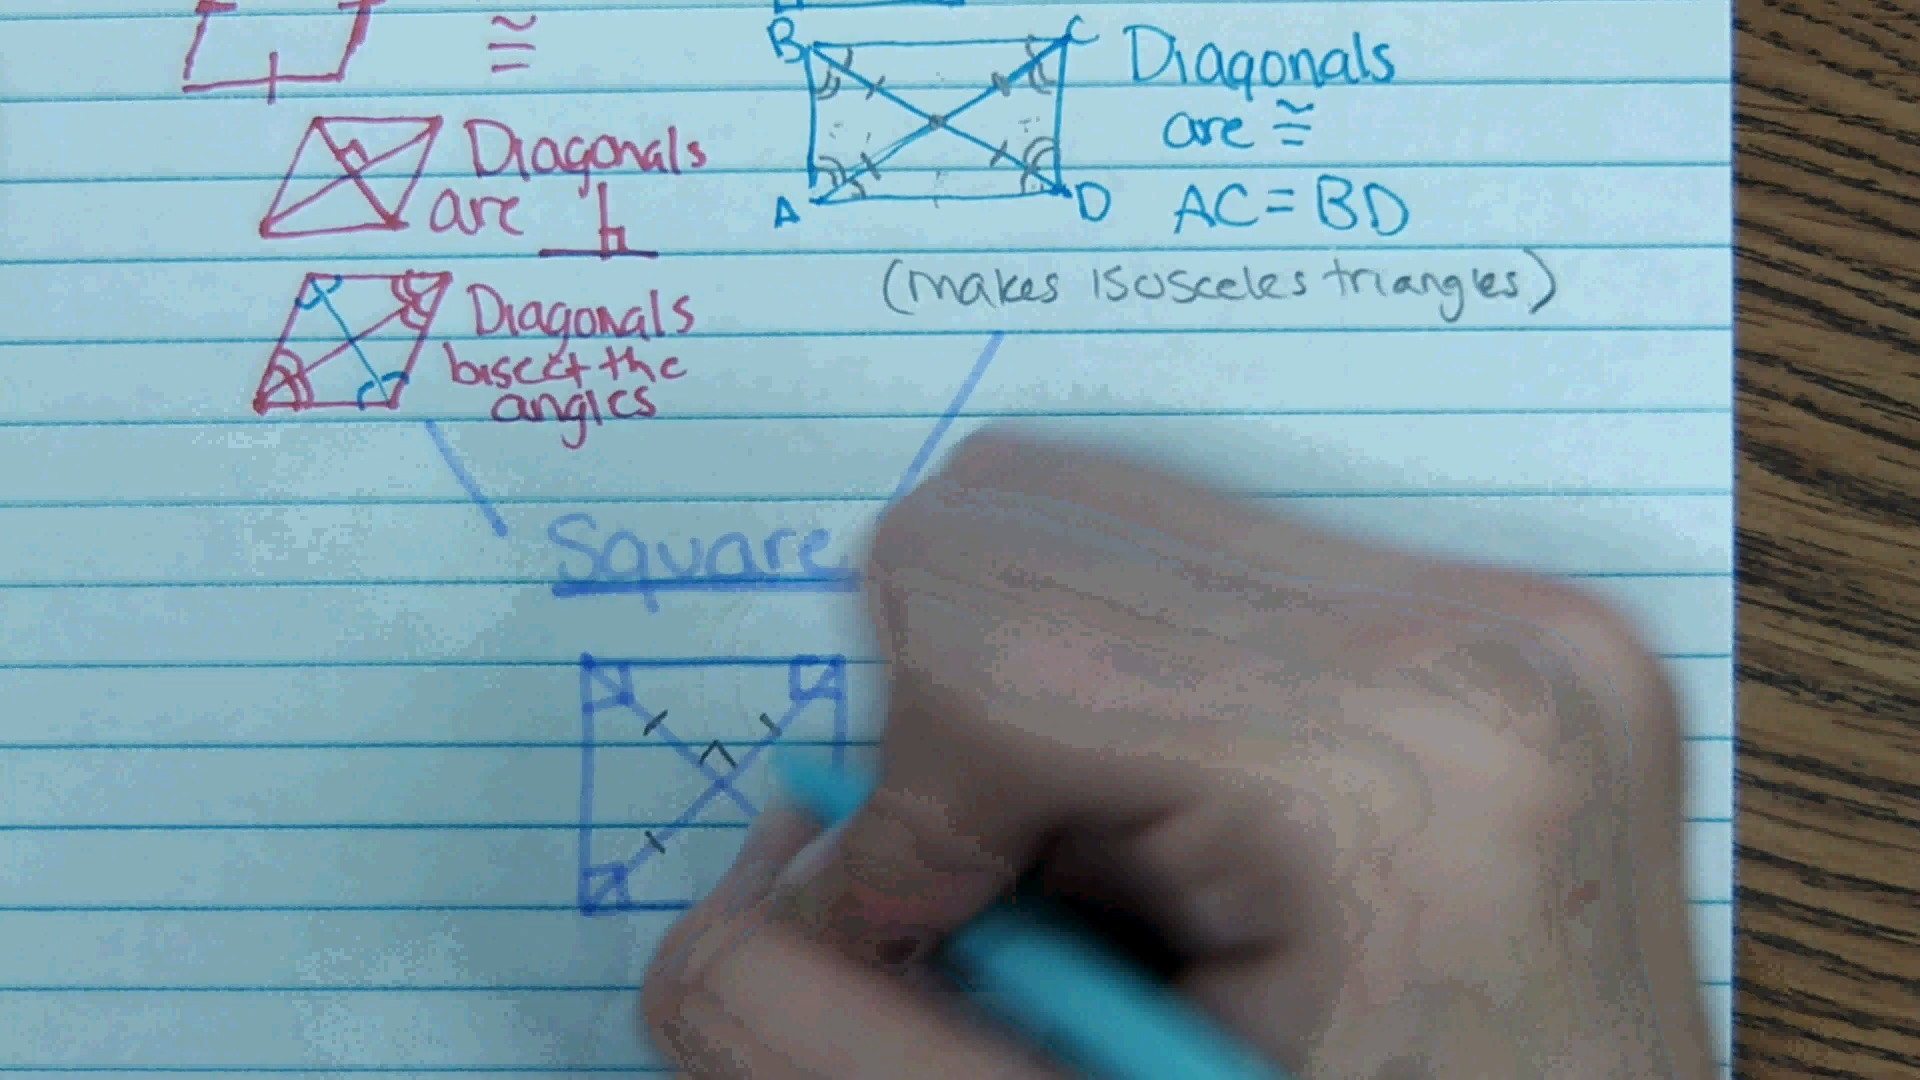 ≅
Diagonals
are ⊥
Diagonals
bisect the
angles
B C
A D
Diagonals
are ≅
AC = BD
(makes isosceles triangles)
Square